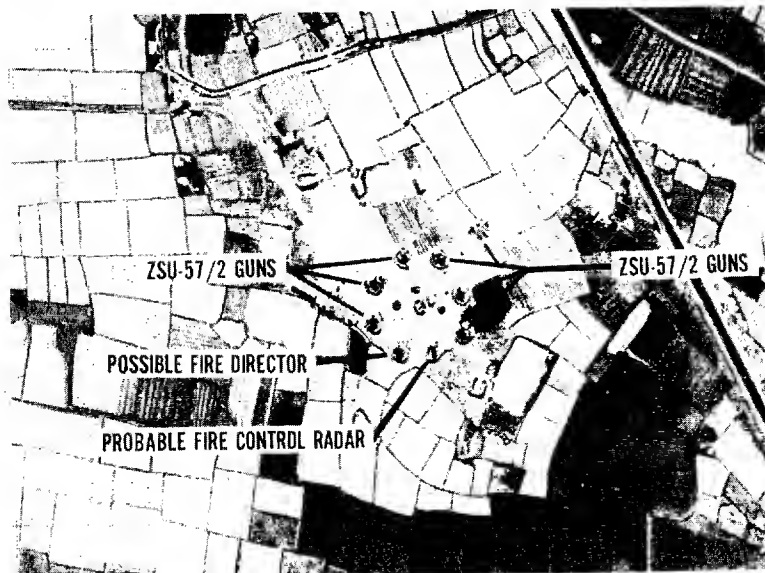 ZSU-57/2 GUNS
ZSU-57/2 GUNS
POSSIBLE FIRE DIRECTOR
PROBABLE FIRE CONTROL RADAR